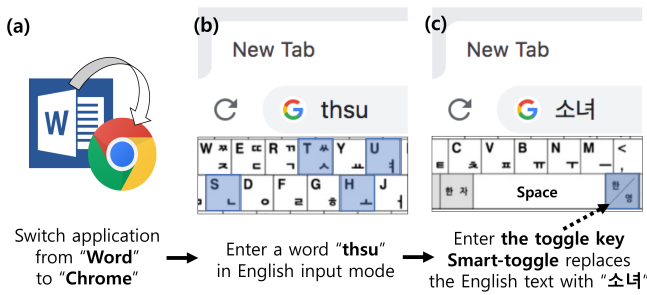 (a)
(b)
(c)
New Tab
New Tab
W
thsu
소녀
W ㅉ ㅈ E ㄸ ㄷ R ㄲ ㄱ T ㅆ ㅅ Y ㅛ U ㅕ
S ㄴ D ㅇ F ㄹ G ㅎ H ㅗ J
ㅌ C ㅊ V ㅍ B ㅠ N ㅜ M ㅡ < ,
한 자 Space 한 영
Switch application
from “Word”
to “Chrome”
Enter a word “thsu”
in English input mode
Enter the toggle key
Smart-toggle replaces
the English text with “소녀”